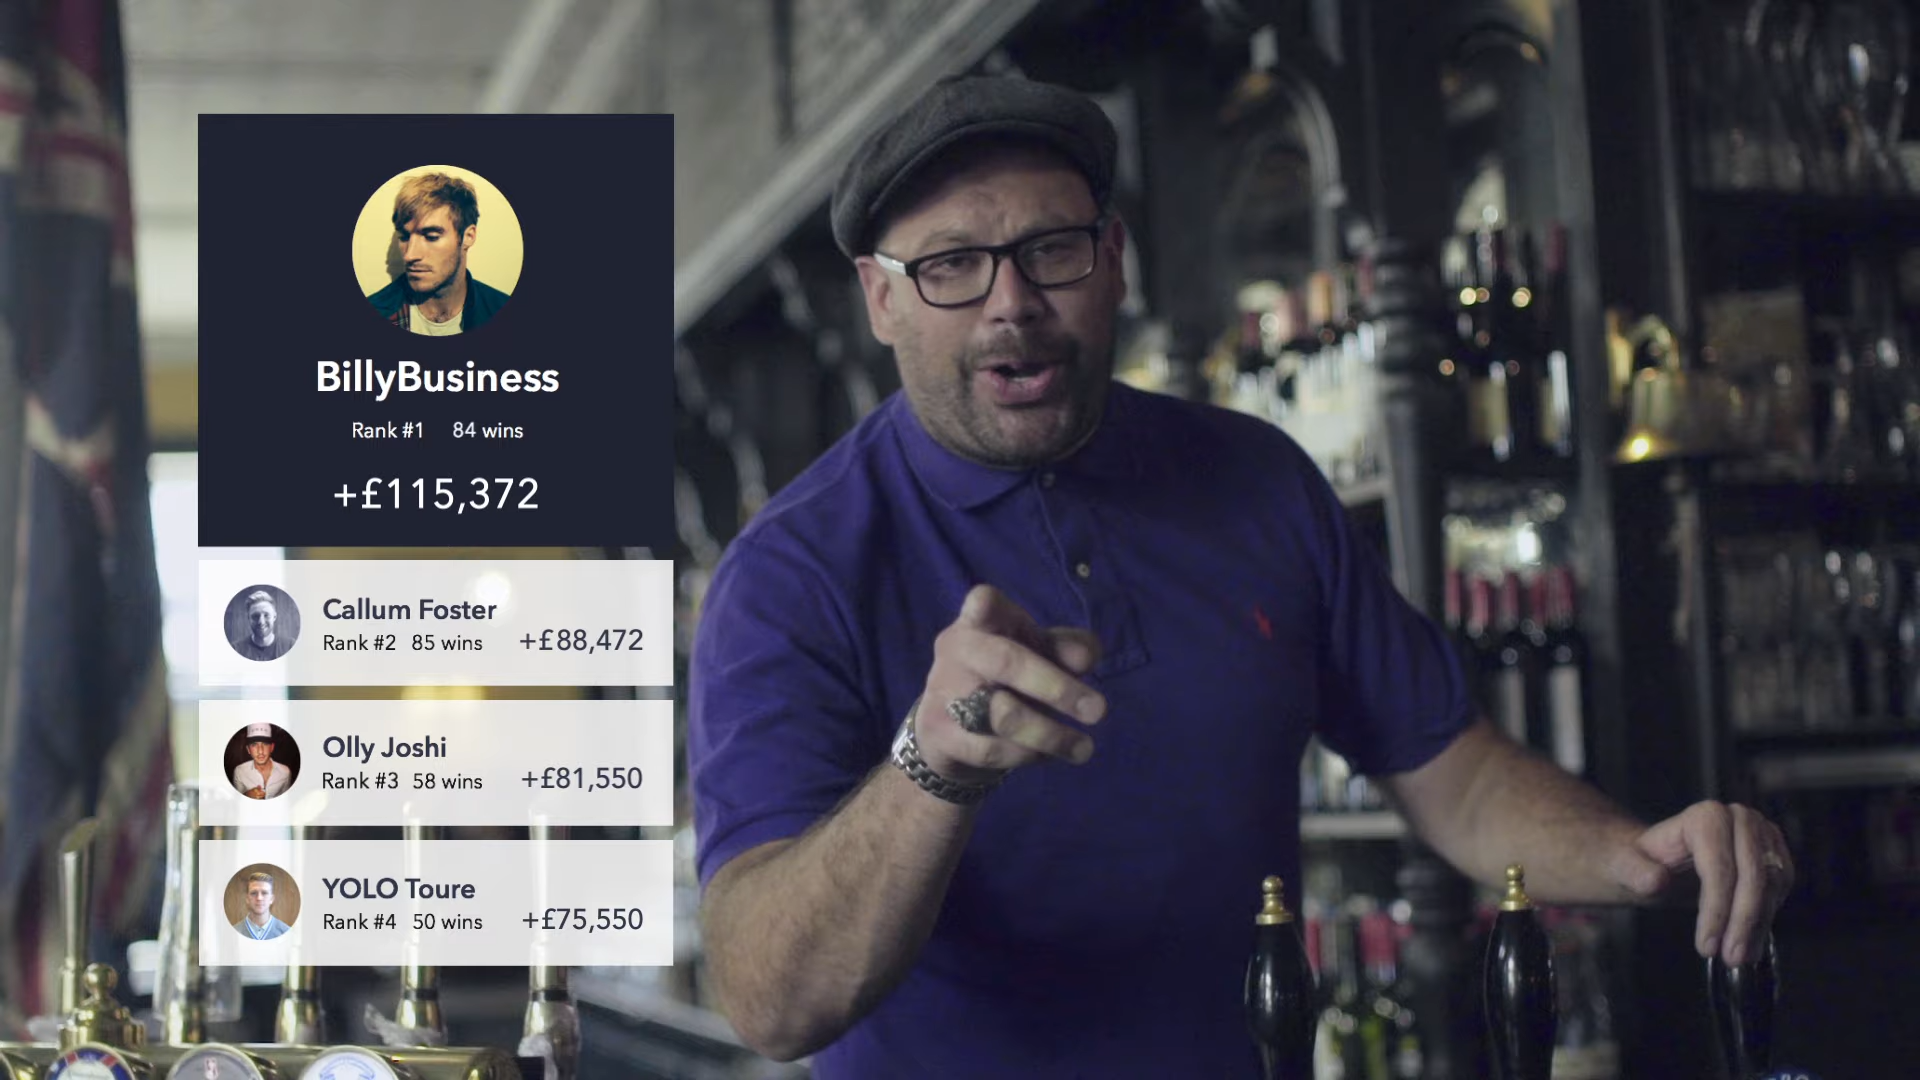 BillyBusiness
Rank #1 84 wins
+£115,372
Callum Foster
Rank #2 85 wins +£88,472
Olly Joshi
Rank #3 58 wins +£81,550
YOLO Toure
Rank #4 50 wins +£75,550